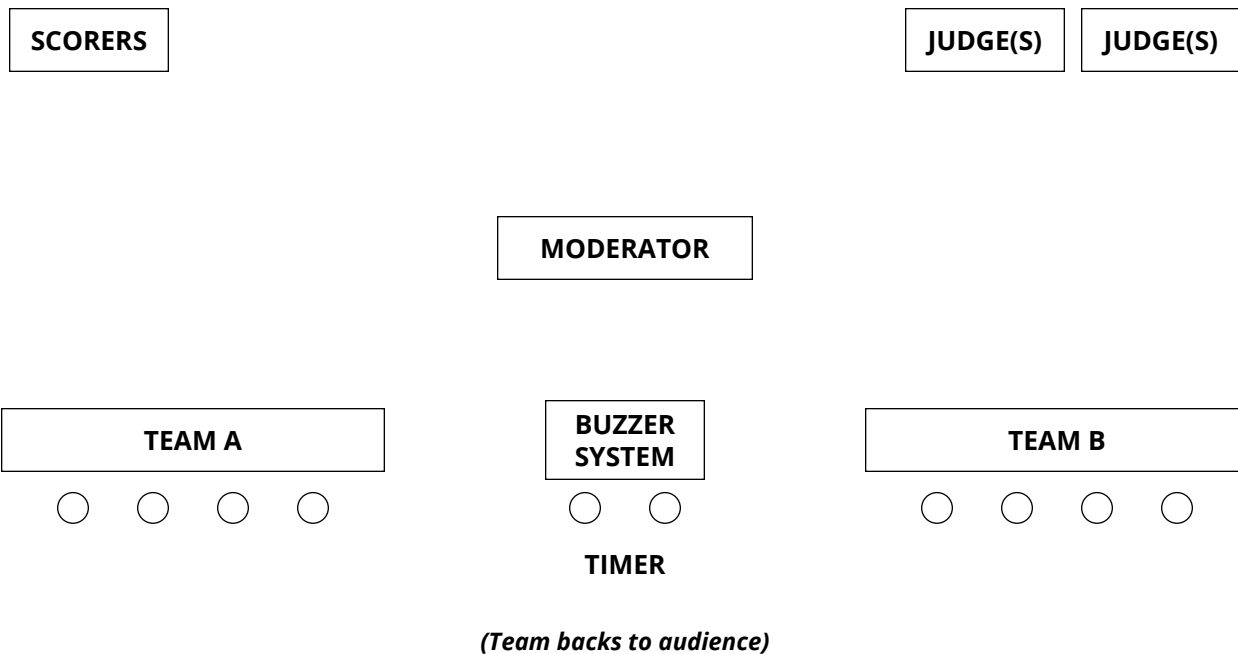 SCORERS
JUDGE(S)
JUDGE(S)
MODERATOR
TEAM A
BUZZER
SYSTEM
TEAM B
TIMER
(Team backs to audience)